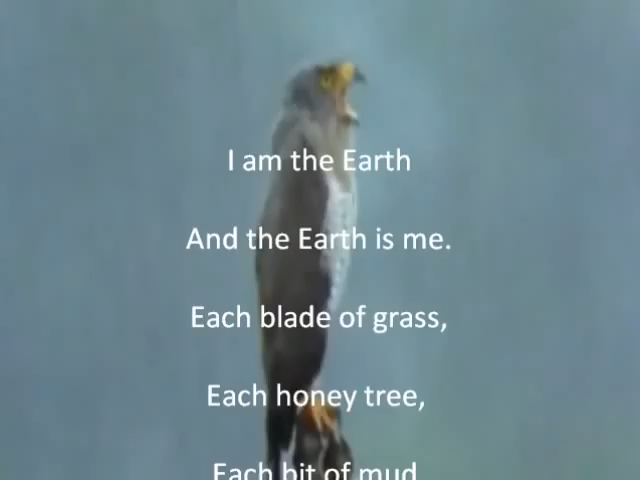 I am the Earth
And the Earth is me.
Each blade of grass,
Each honey tree,
Each bit of mud